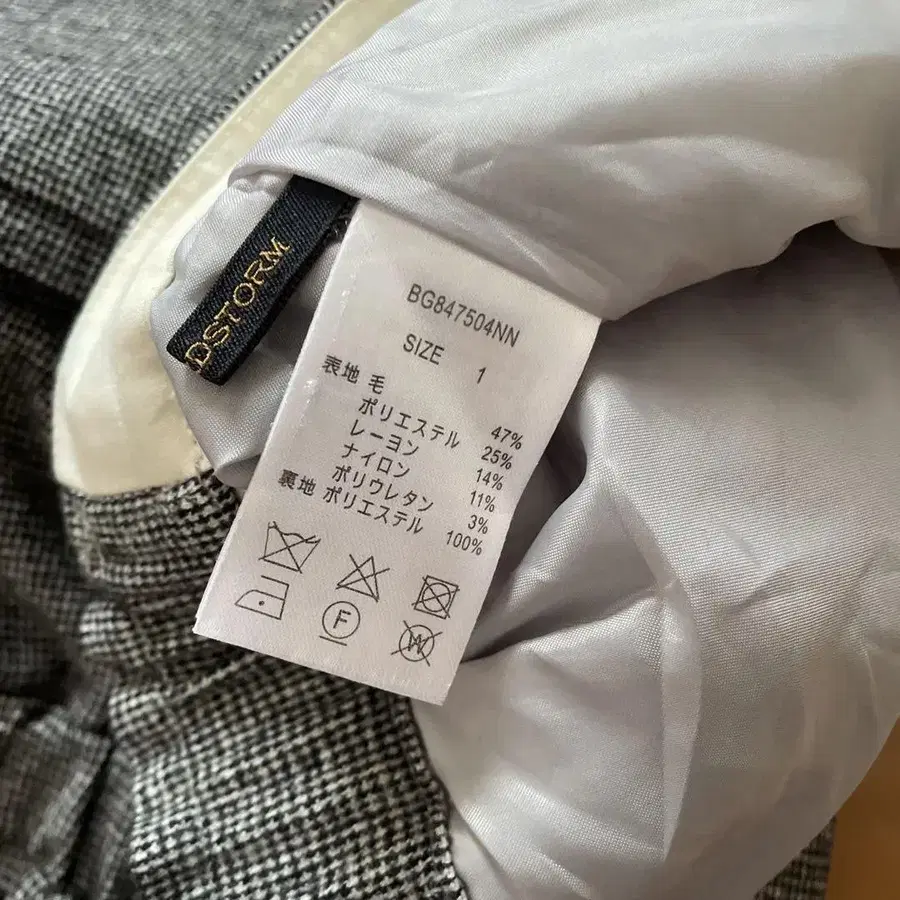 DSTORM
BG847504NN
SIZE 1
表地 毛 47%
ポリエステル 25%
レーヨン 14%
ナイロン 11%
ポリウレタン 3%
裏地 ポリエステル 100%
F
W